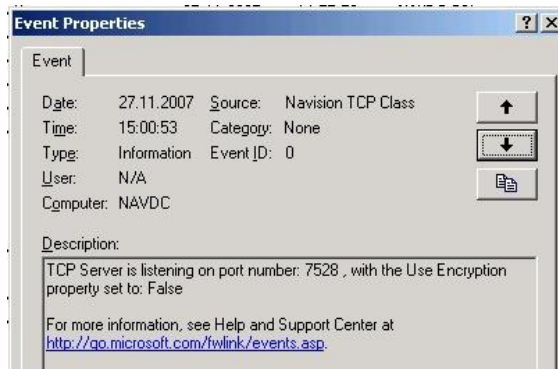 Event Properties
Event
Date: 27.11.2007 Source: Navision TCP Class
Time: 15:00:53 Category: None
Type: Information Event ID: 0
User: N/A
Computer: NAVDC
Description:
TCP Server is listening on port number: 7528 , with the Use Encryption
property set to: False
For more information, see Help and Support Center at
http://go.microsoft.com/fwlink/events.asp.